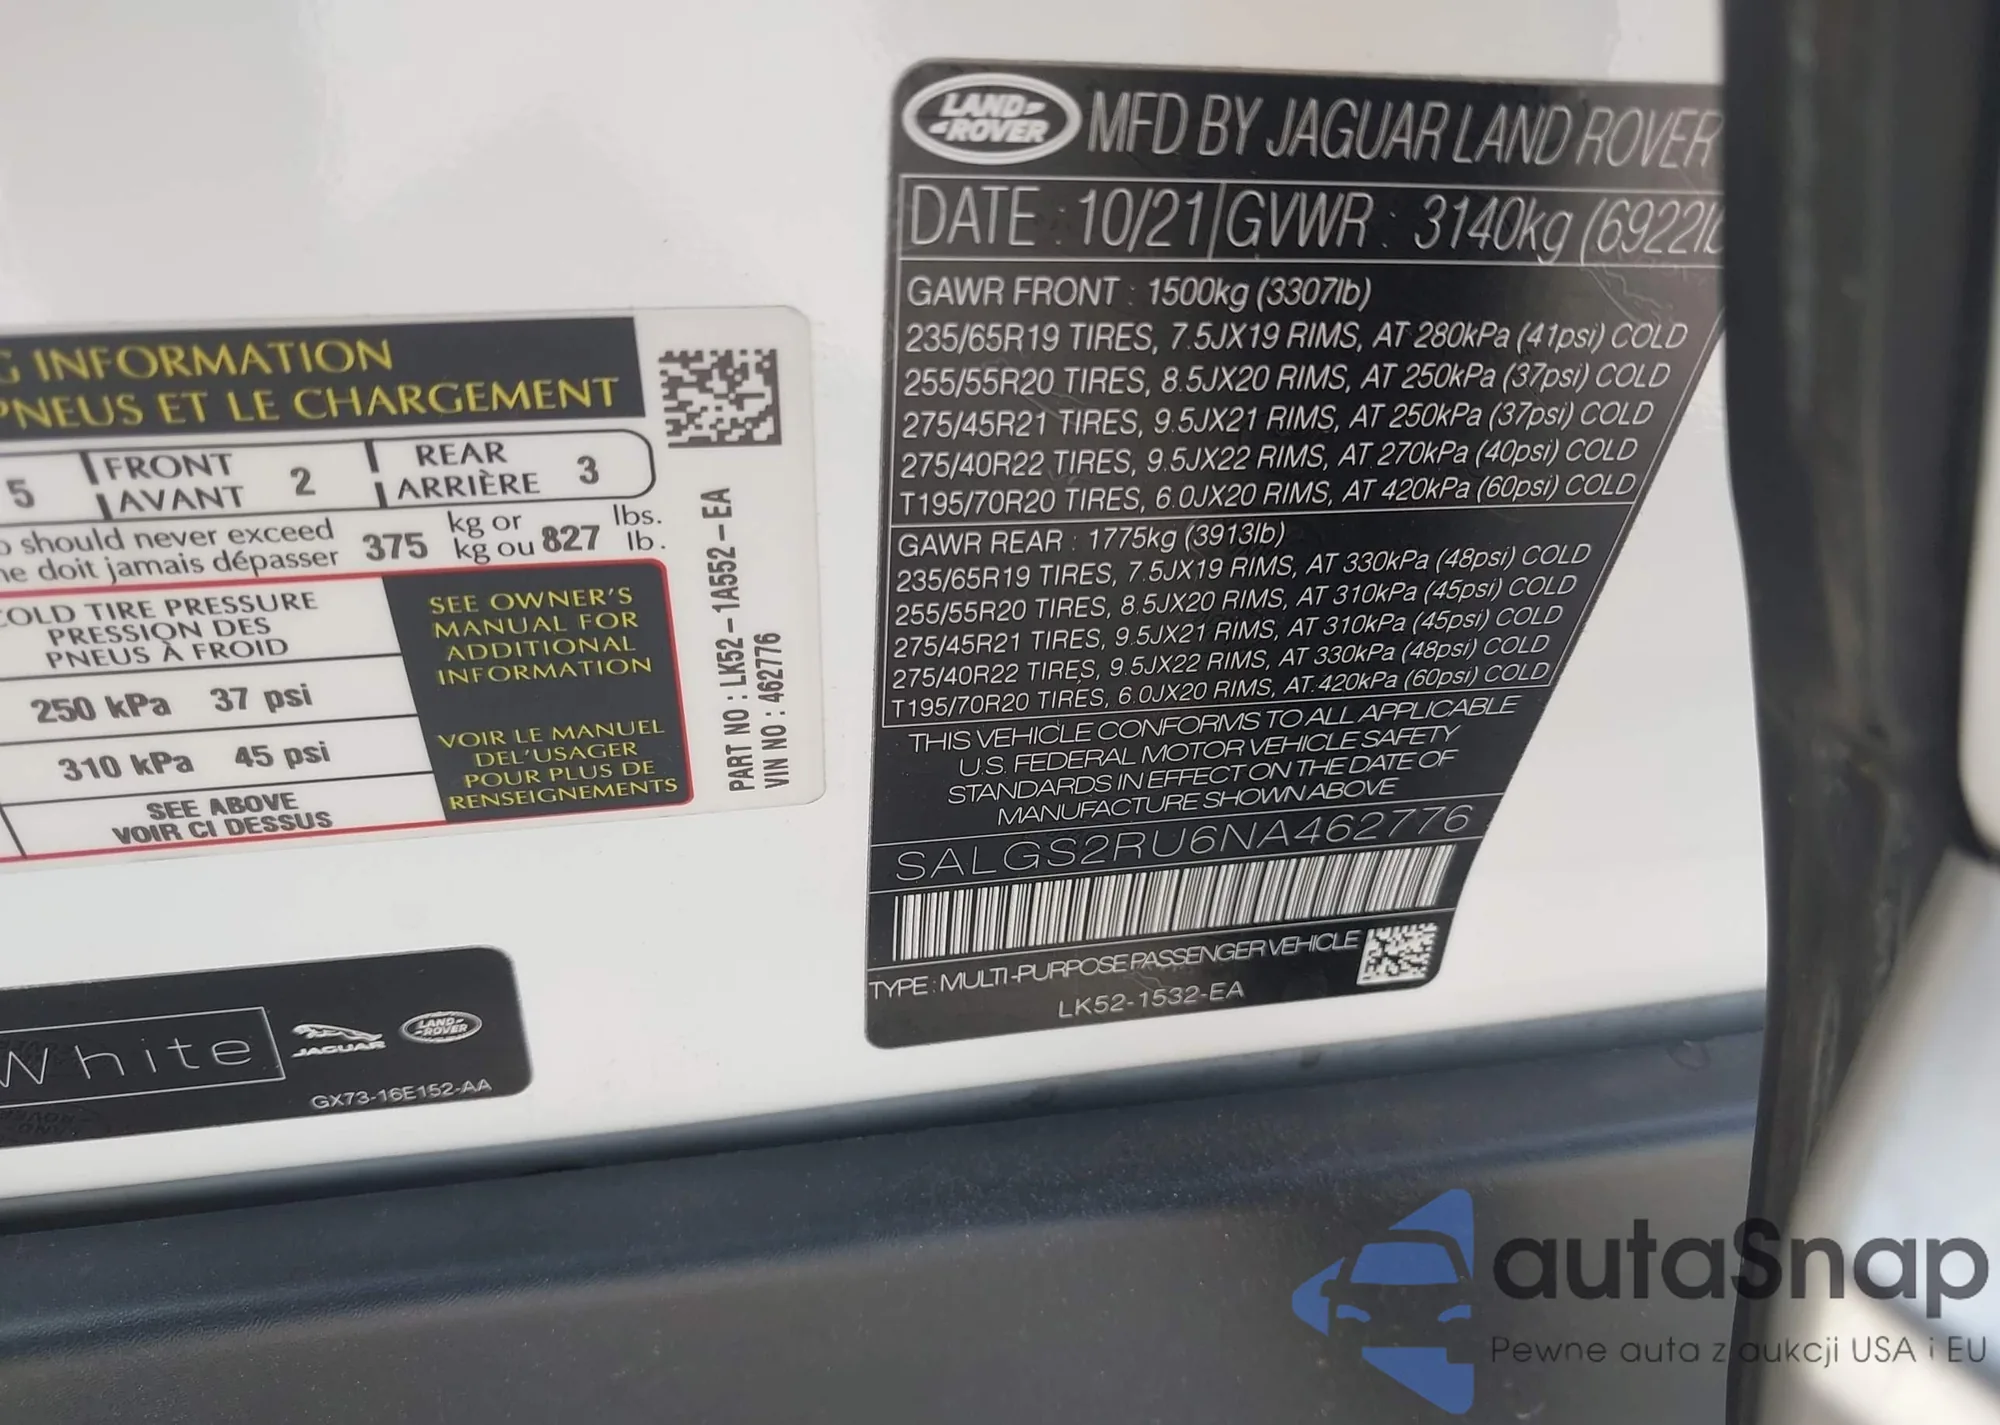 G INFORMATION
PNEUS ET LE CHARGEMENT
5 FRONT AVANT 2 REAR ARRIÈRE 3
should never exceed 375 kg or 827 lbs.
ne doit jamais dépasser kg ou lb.
COLD TIRE PRESSURE
PRESSION DES
PNEUS À FROID
250 kPa 37 psi
310 kPa 45 psi
SEE ABOVE
VOIR CI DESSUS
SEE OWNER'S
MANUAL FOR
ADDITIONAL
INFORMATION
VOIR LE MANUEL
DEL'USAGER
POUR PLUS DE
RENSEIGNEMENTS
PART NO : LK52-1A552-EA
VIN NO : 462776
White
JAGUAR
LAND ROVER
GX73-16E152-AA
LAND ROVER
MFD BY JAGUAR LAND ROVER
DATE : 10/21 GVWR : 3140kg (6922lb
GAWR FRONT : 1500kg (3307lb)
235/65R19 TIRES, 7.5JX19 RIMS, AT 280kPa (41psi) COLD
255/55R20 TIRES, 8.5JX20 RIMS, AT 250kPa (37psi) COLD
275/45R21 TIRES, 9.5JX21 RIMS, AT 250kPa (37psi) COLD
275/40R22 TIRES, 9.5JX22 RIMS, AT 270kPa (40psi) COLD
T195/70R20 TIRES, 6.0JX20 RIMS, AT 420kPa (60psi) COLD
GAWR REAR : 1775kg (3913lb)
235/65R19 TIRES, 7.5JX19 RIMS, AT 330kPa (48psi) COLD
255/55R20 TIRES, 8.5JX20 RIMS, AT 310kPa (45psi) COLD
275/45R21 TIRES, 9.5JX21 RIMS, AT 310kPa (45psi) COLD
275/40R22 TIRES, 9.5JX22 RIMS, AT 330kPa (48psi) COLD
T195/70R20 TIRES, 6.0JX20 RIMS, AT 420kPa (60psi) COLD
THIS VEHICLE CONFORMS TO ALL APPLICABLE
U.S. FEDERAL MOTOR VEHICLE SAFETY
STANDARDS IN EFFECT ON THE DATE OF
MANUFACTURE SHOWN ABOVE
SALGS2RU6NA462776
TYPE : MULTI-PURPOSE PASSENGER VEHICLE
LK52-1532-EA
autaSnap
Pewne auta z aukcji USA i EU